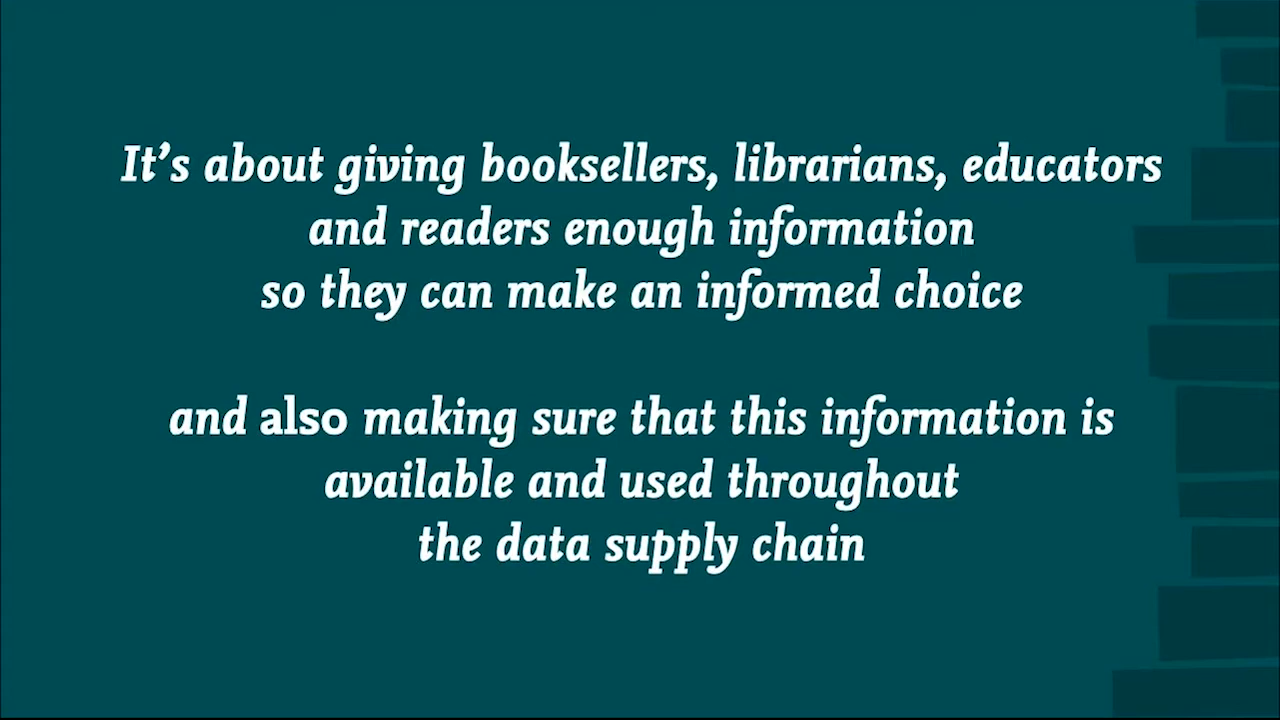 It’s about giving booksellers, librarians, educators
and readers enough information
so they can make an informed choice
and also making sure that this information is
available and used throughout
the data supply chain